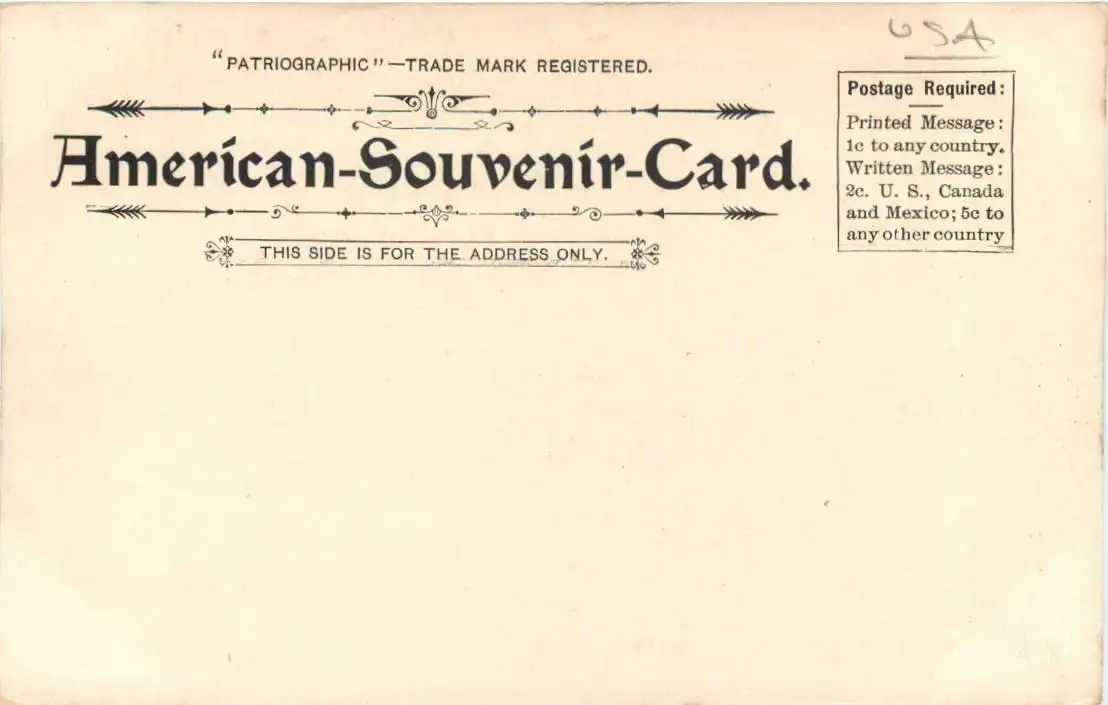 USA
"PATRIOGRAPHIC"—TRADE MARK REGISTERED.
American-Souvenir-Card.
THIS SIDE IS FOR THE ADDRESS ONLY.
Postage Required:
Printed Message:
1c to any country.
Written Message:
2c. U. S., Canada
and Mexico; 5c to
any other country